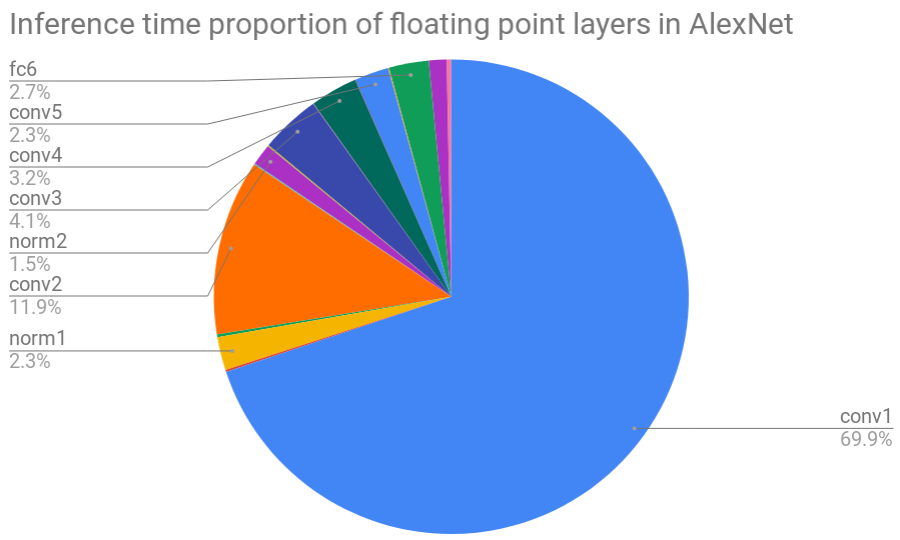 Inference time proportion of floating point layers in AlexNet
fc6
2.7%
conv5
2.3%
conv4
3.2%
conv3
4.1%
norm2
1.5%
conv2
11.9%
norm1
2.3%
conv1
69.9%